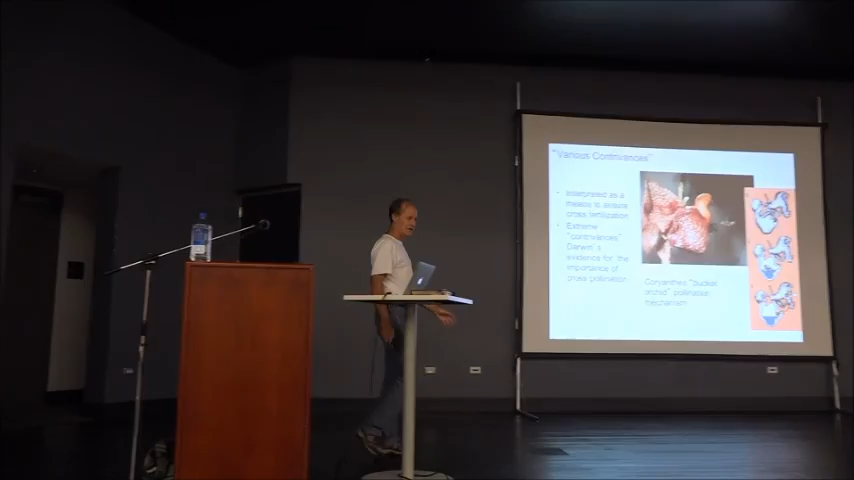 "Various Contrivances"
• Interpreted as a
means to ensure
cross fertilization
• Extreme
"contrivances"
Darwin's
evidence for the
importance of
cross pollination
Coryanthes "bucket
orchid" pollination
mechanism